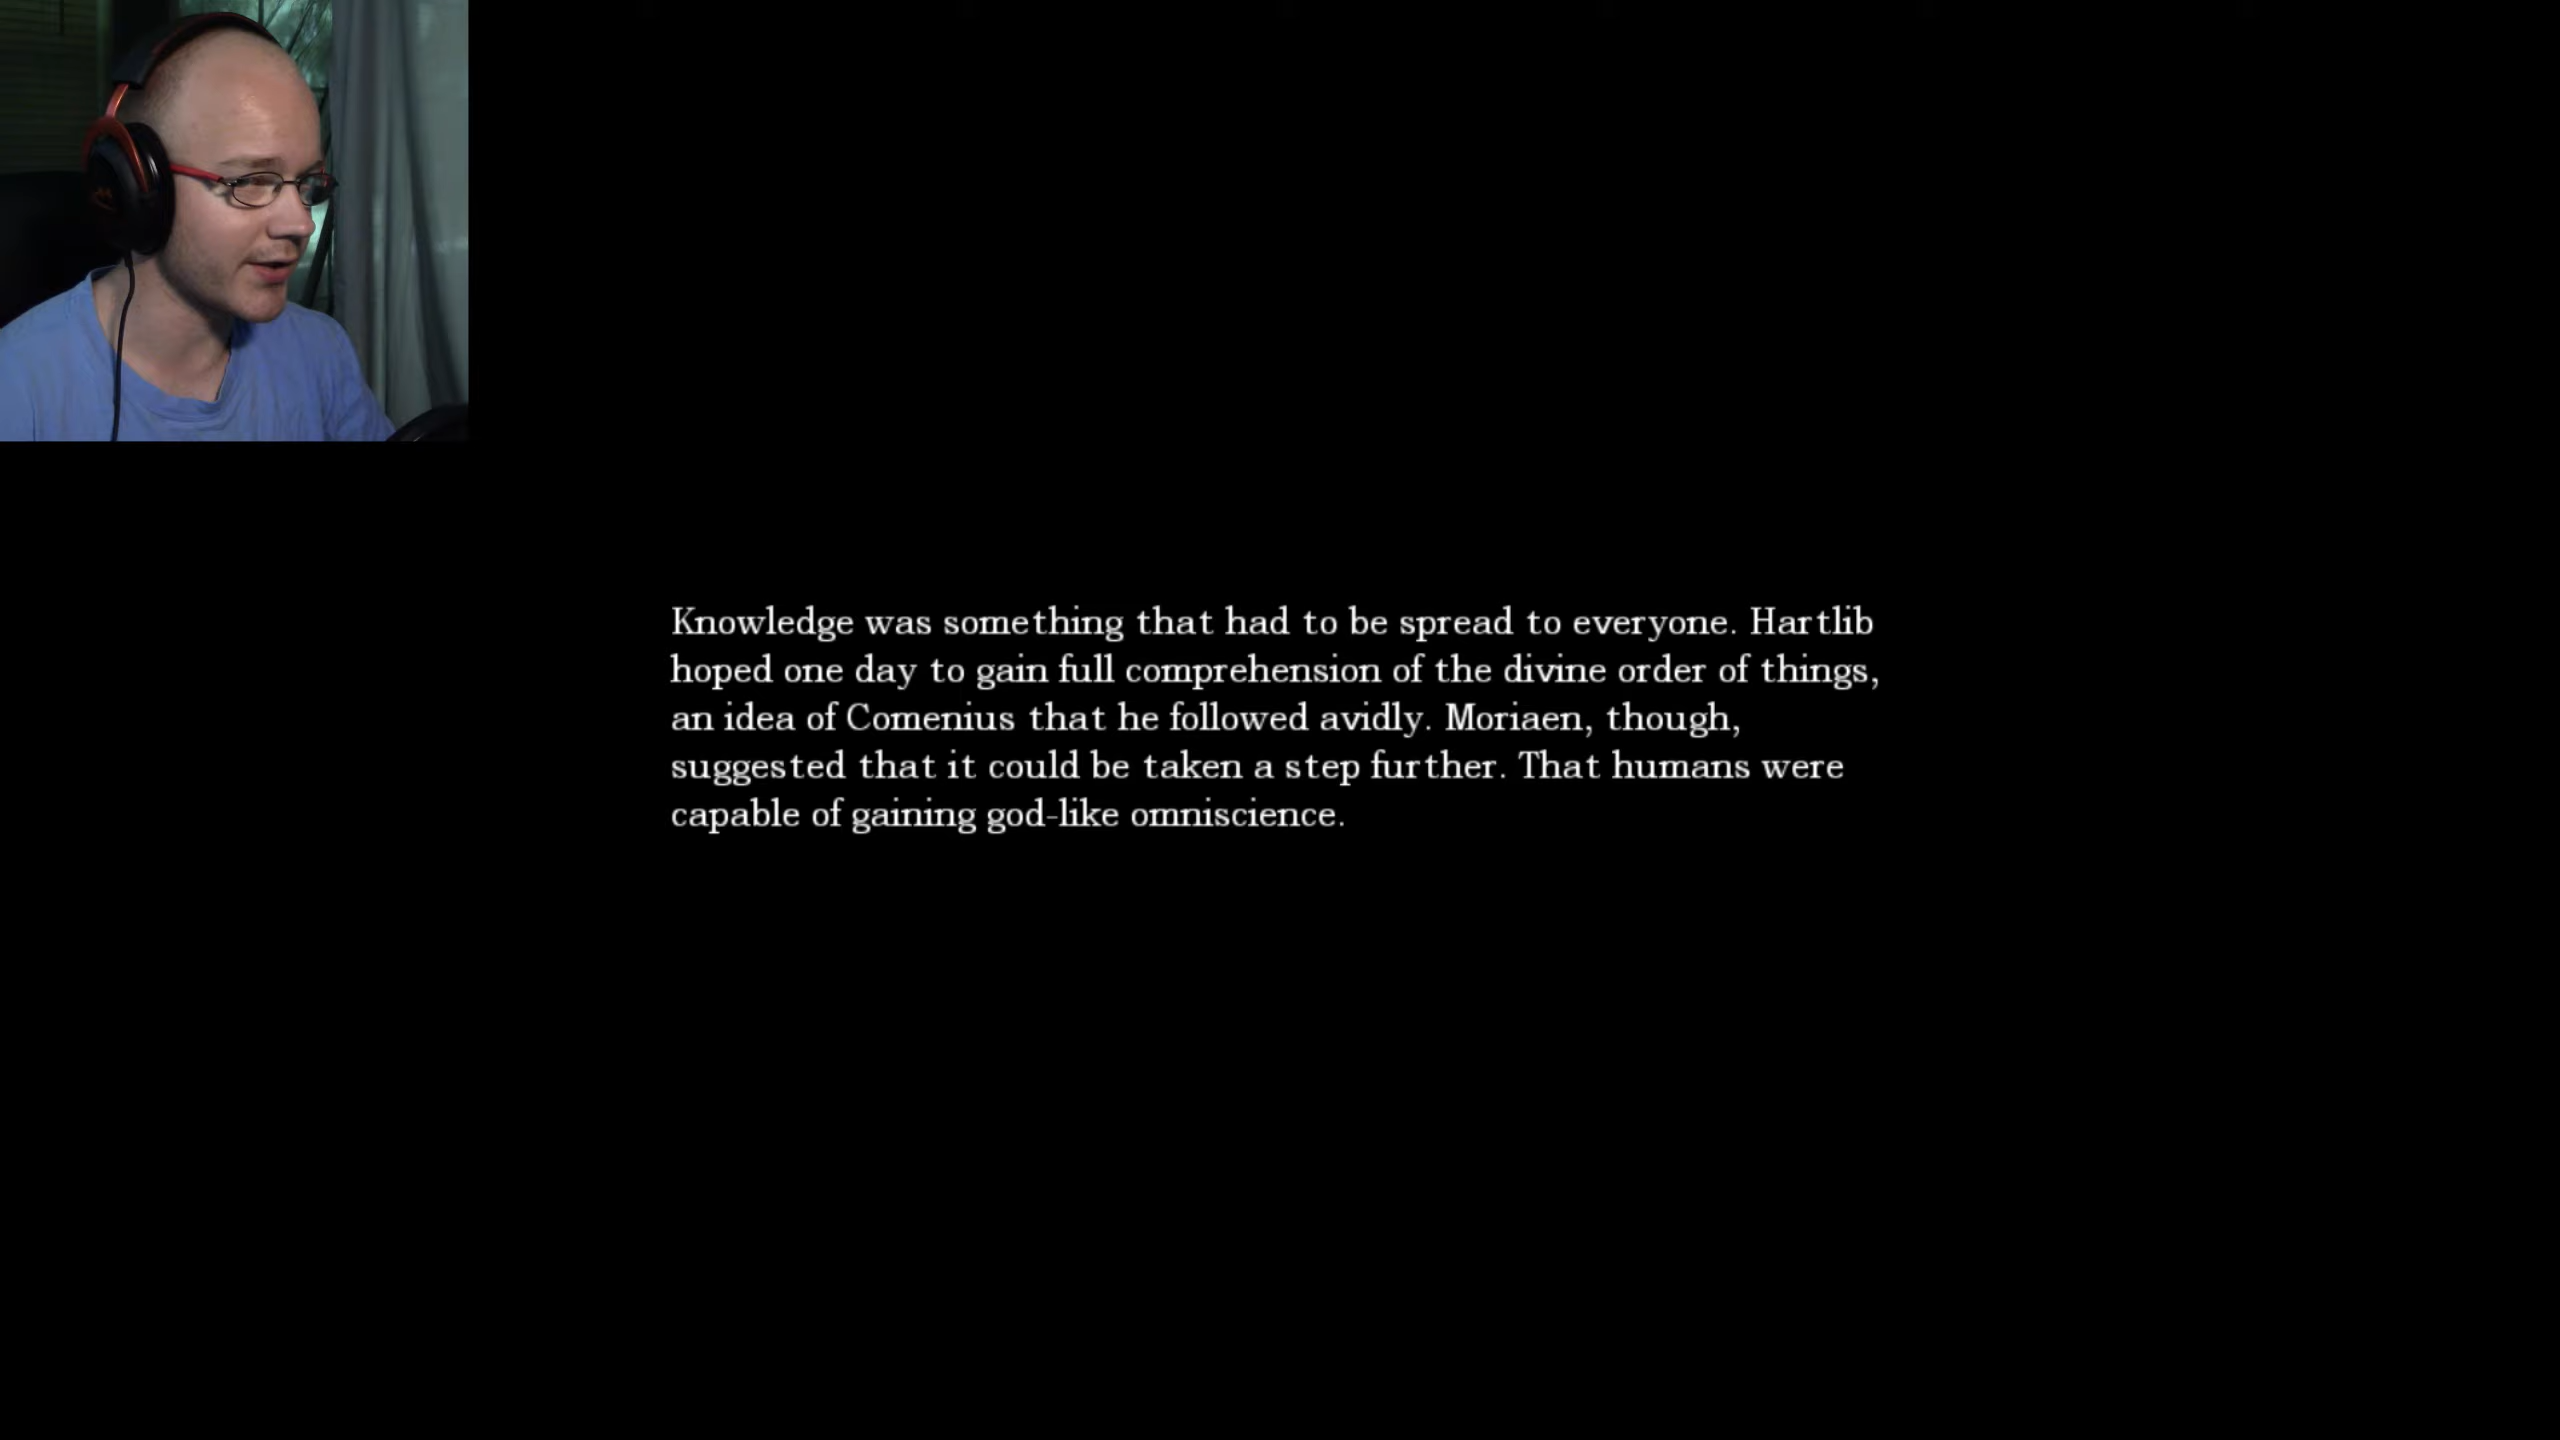 Knowledge was something that had to be spread to everyone. Hartlib
hoped one day to gain full comprehension of the divine order of things,
an idea of Comenius that he followed avidly. Moriaen, though,
suggested that it could be taken a step further. That humans were
capable of gaining god-like omniscience.